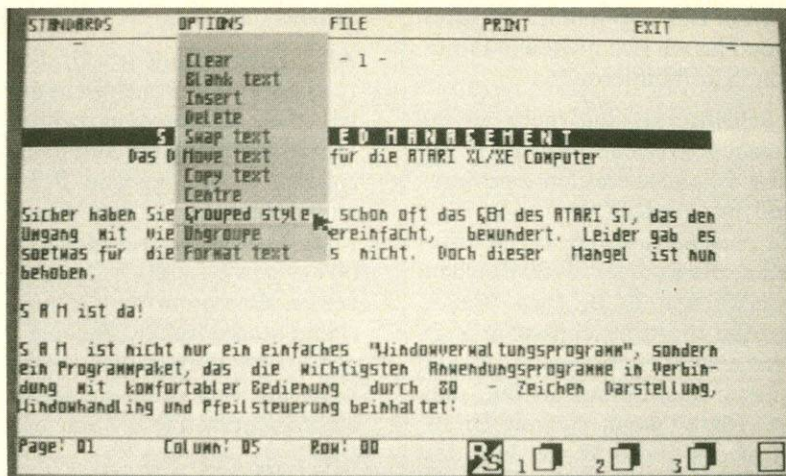 STANDARDS OPTIONS FILE PRINT EXIT
Clear - 1 -
Blank text
Insert
Delete
S Swap text ED MANAGEMENT
Das D Move text für die ATARI XL/XE Computer
Copy text
Centre
Sicher haben Sie Grouped style schon oft das GEM des ATARI ST, das den
Umgang mit vie Ungroupe ereinfacht, bewundert. Leider gab es
soetwas für die Format text s nicht. Doch dieser Mangel ist nun
behoben.
S A M ist da!
S A M ist nicht nur ein einfaches "Windowverwaltungsprogramm", sondern
ein Programmpaket, das die wichtigsten Anwendungsprogramme in Verbin-
dung mit komfortabler Bedienung durch 80 - Zeichen Darstellung,
Windowhandling und Pfeilsteuerung beinhaltet:
Page: 01 Column: 05 Row: 00 RS 1 2 3